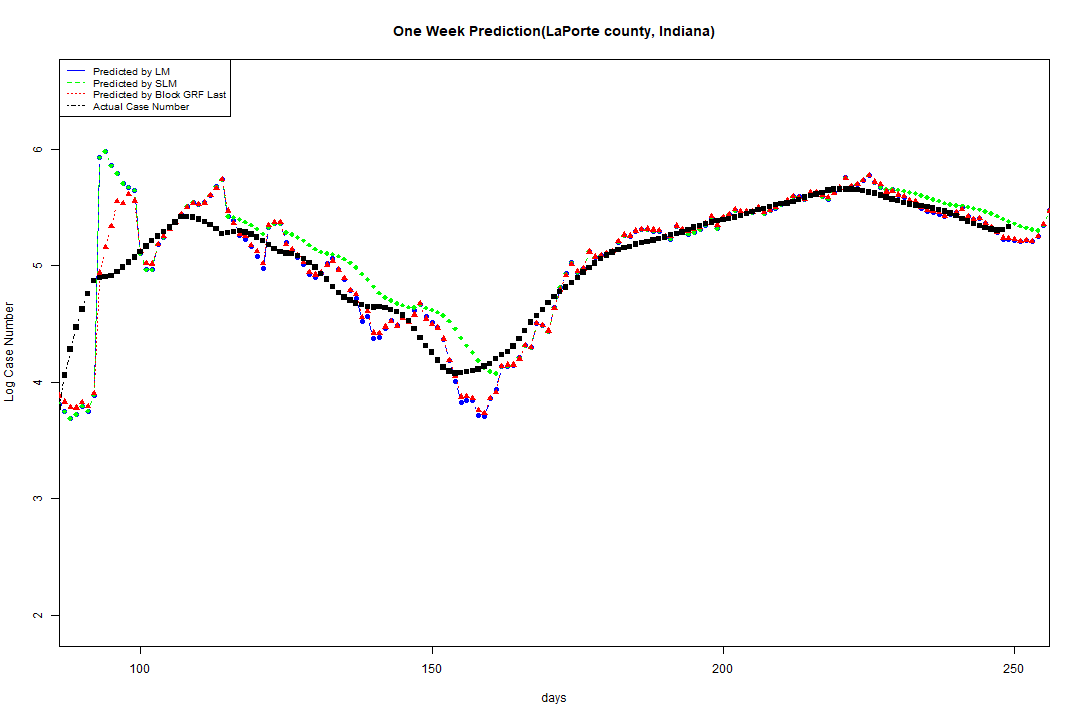 One Week Prediction(LaPorte county, Indiana)
Predicted by LM
Predicted by SLM
Predicted by Block GRF Last
Actual Case Number
6
5
4
3
2
Log Case Number
100
150
200
250
days